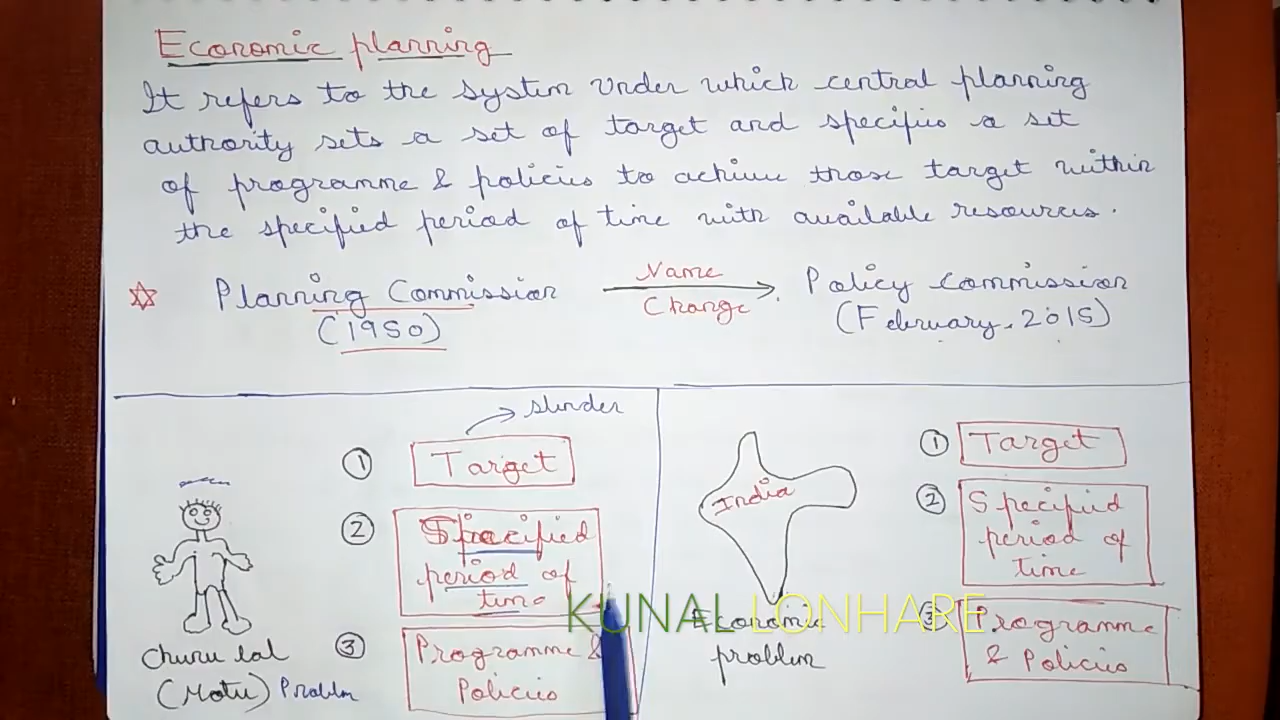 Economic planning
It refers to the system under which central planning
authority sets a set of target and specifies a set
of programme & policies to achieve those target within
the specified period of time with available resources.
Planning Commission
(1950)
Name
Change
Policy Commission
(February, 2015)
slender
1 Target
2 Specified
period of
time
3 Programme &
Policies
Churu lal
(Motu) Problem
India
Economic
problem
1 Target
2 Specified
period of
time
3 Programme
& Policies
KUNAL LONHARE